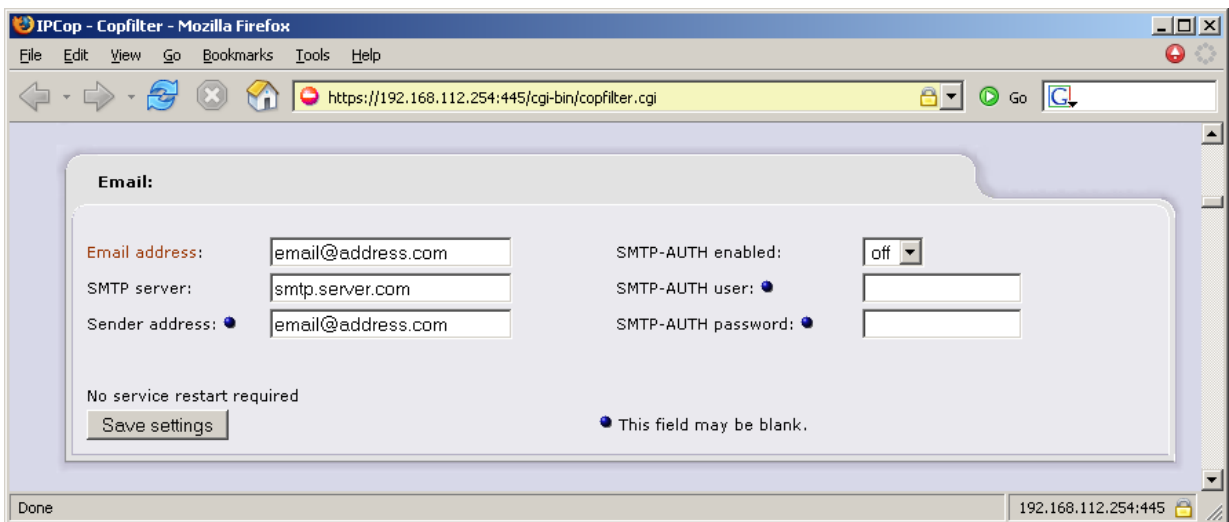 IPCop - Copfilter - Mozilla Firefox
File Edit View Go Bookmarks Tools Help
https://192.168.112.254:445/cgi-bin/copfilter.cgi Go G
Email:
Email address: email@address.com SMTP-AUTH enabled: off
SMTP server: smtp.server.com SMTP-AUTH user:
Sender address: email@address.com SMTP-AUTH password:
No service restart required
Save settings This field may be blank.
Done 192.168.112.254:445